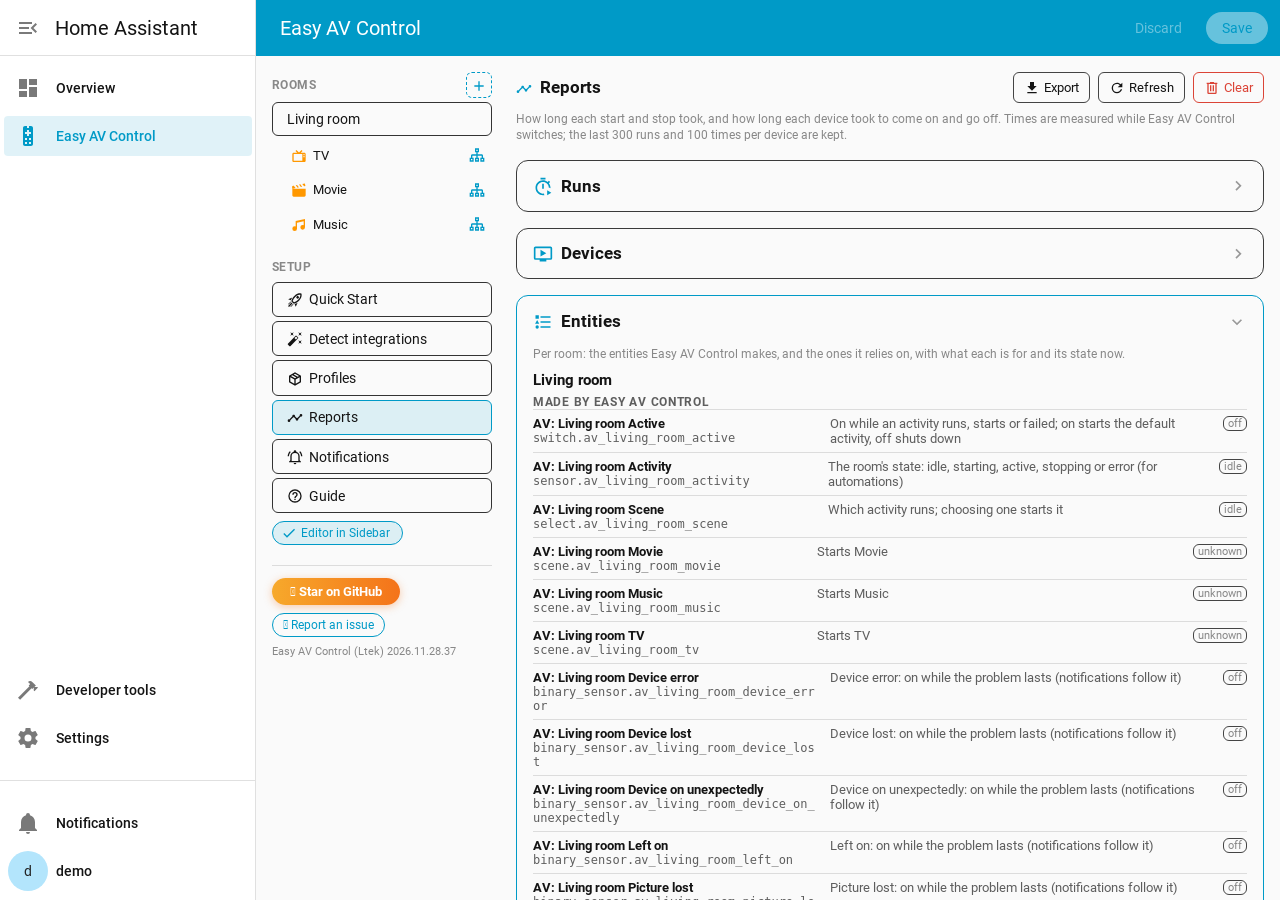 Home Assistant
Easy AV Control
Discard
Save
Overview
Easy AV Control
Developer tools
Settings
Notifications
d
demo
ROOMS
Living room
TV
Movie
Music
SETUP
Quick Start
Detect integrations
Profiles
Reports
Notifications
Guide
Editor in Sidebar
Star on GitHub
Report an issue
Easy AV Control (Ltek) 2026.11.28.37
Reports
Export
Refresh
Clear
How long each start and stop took, and how long each device took to come on and go off. Times are measured while Easy AV Control
switches; the last 300 runs and 100 times per device are kept.
Runs
Devices
Entities
Per room: the entities Easy AV Control makes, and the ones it relies on, with what each is for and its state now.
Living room
MADE BY EASY AV CONTROL
AV: Living room Active
switch.av_living_room_active
On while an activity runs, starts or failed; on starts the default
activity, off shuts down
off
AV: Living room Activity
sensor.av_living_room_activity
The room's state: idle, starting, active, stopping or error (for
automations)
idle
AV: Living room Scene
select.av_living_room_scene
Which activity runs; choosing one starts it
idle
AV: Living room Movie
scene.av_living_room_movie
Starts Movie
unknown
AV: Living room Music
scene.av_living_room_music
Starts Music
unknown
AV: Living room TV
scene.av_living_room_tv
Starts TV
unknown
AV: Living room Device error
binary_sensor.av_living_room_device_err
or
Device error: on while the problem lasts (notifications follow it)
off
AV: Living room Device lost
binary_sensor.av_living_room_device_los
t
Device lost: on while the problem lasts (notifications follow it)
off
AV: Living room Device on unexpectedly
binary_sensor.av_living_room_device_on_
unexpectedly
Device on unexpectedly: on while the problem lasts (notifications
follow it)
off
AV: Living room Left on
binary_sensor.av_living_room_left_on
Left on: on while the problem lasts (notifications follow it)
off
AV: Living room Picture lost
Picture lost: on while the problem lasts (notifications follow it)
off